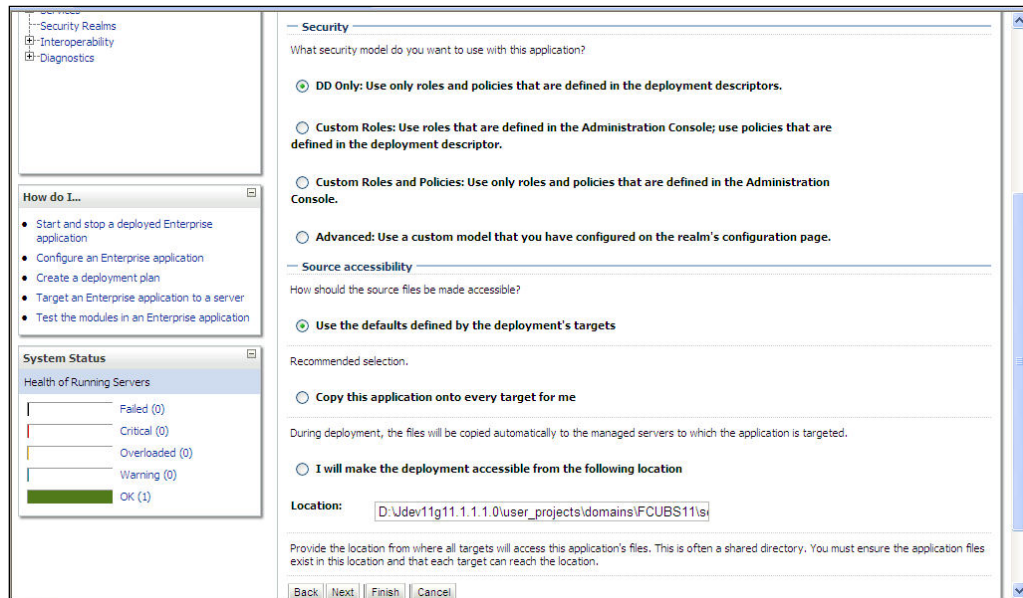 Services
Security Realms
Interoperability
Diagnostics
How do I...
Start and stop a deployed Enterprise
application
Configure an Enterprise application
Create a deployment plan
Target an Enterprise application to a server
Test the modules in an Enterprise application
System Status
Health of Running Servers
Failed (0)
Critical (0)
Overloaded (0)
Warning (0)
OK (1)
Security
What security model do you want to use with this application?
DD Only: Use only roles and policies that are defined in the deployment descriptors.
Custom Roles: Use roles that are defined in the Administration Console; use policies that are
defined in the deployment descriptor.
Custom Roles and Policies: Use only roles and policies that are defined in the Administration
Console.
Advanced: Use a custom model that you have configured on the realm's configuration page.
Source accessibility
How should the source files be made accessible?
Use the defaults defined by the deployment's targets
Recommended selection.
Copy this application onto every target for me
During deployment, the files will be copied automatically to the managed servers to which the application is targeted.
I will make the deployment accessible from the following location
Location:
D:\Jdev11g11.1.1.1.0\user_projects\domains\FCUBS11\se
Provide the location from where all targets will access this application's files. This is often a shared directory. You must ensure the application files
exist in this location and that each target can reach the location.
Back Next Finish Cancel